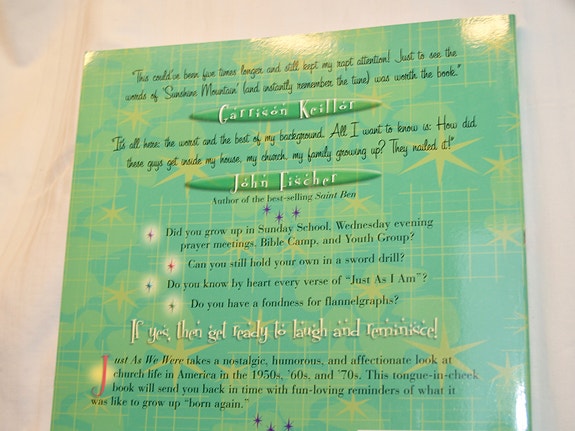 "This could've been five times longer and still kept my rapt attention! Just to see the
words of 'Sunshine Mountain' (and instantly remember the tune) was worth the book."
Garrison Keillor
"It's all here: the worst and the best of my background. All I want to know is: How did
these guys get inside my house, my church, my family growing up? They nailed it!"
John Fischer
Author of the best-selling Saint Ben
Did you grow up in Sunday School, Wednesday evening
prayer meetings, Bible Camp, and Youth Group?
Can you still hold your own in a sword drill?
Do you know by heart every verse of "Just As I Am"?
Do you have a fondness for flannelgraphs?
If yes, then get ready to laugh and reminisce!
Just As We Were takes a nostalgic, humorous, and affectionate look at
church life in America in the 1950s, '60s, and '70s. This tongue-in-cheek
book will send you back in time with fun-loving reminders of what it
was like to grow up "born again."